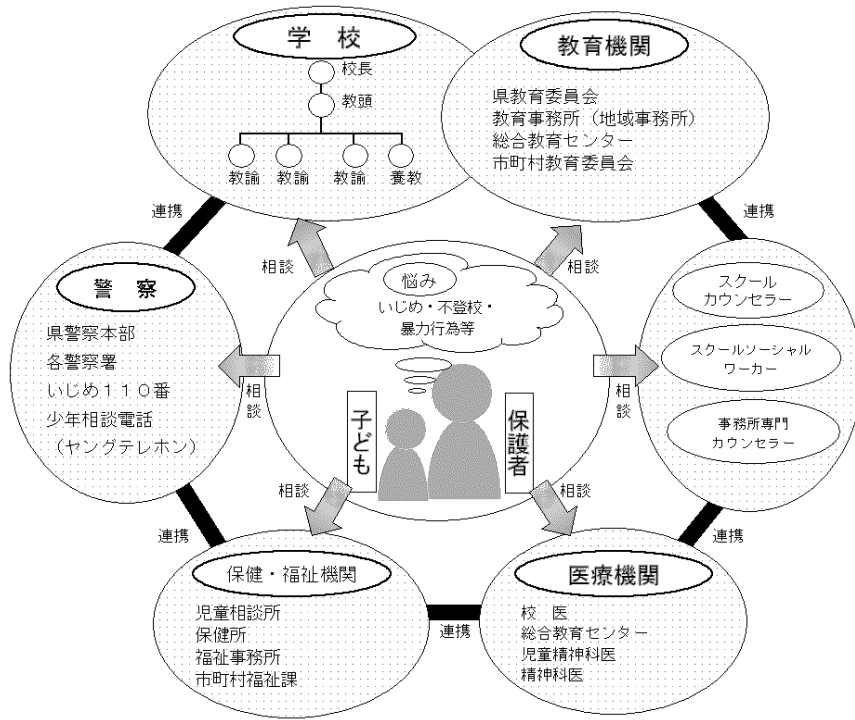 学　校
校長
教頭
教諭
教諭
教諭
養教
教育機関
県教育委員会
教育事務所（地域事務所）
総合教育センター
市町村教育委員会
連携
連携
相談
相談
悩み
いじめ・不登校・
暴力行為等
警　察
県警察本部
各警察署
いじめ１１０番
少年相談電話
（ヤングテレホン）
相談
相談
スクール
カウンセラー
スクールソーシャル
ワーカー
事務所専門
カウンセラー
子ども
保護者
相談
相談
連携
連携
保健・福祉機関
児童相談所
保健所
福祉事務所
市町村福祉課
連携
医療機関
校　医
総合教育センター
児童精神科医
精神科医